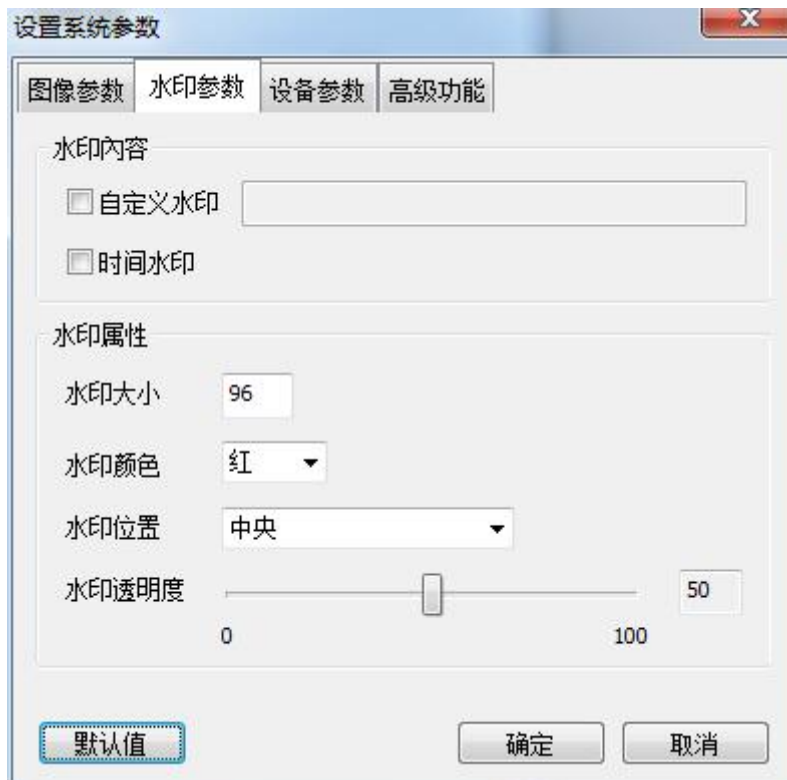 设置系统参数
图像参数 水印参数 设备参数 高级功能
水印内容
自定义水印
时间水印
水印属性
水印大小 96
水印颜色 红
水印位置 中央
水印透明度 50
0 100
默认值 确定 取消